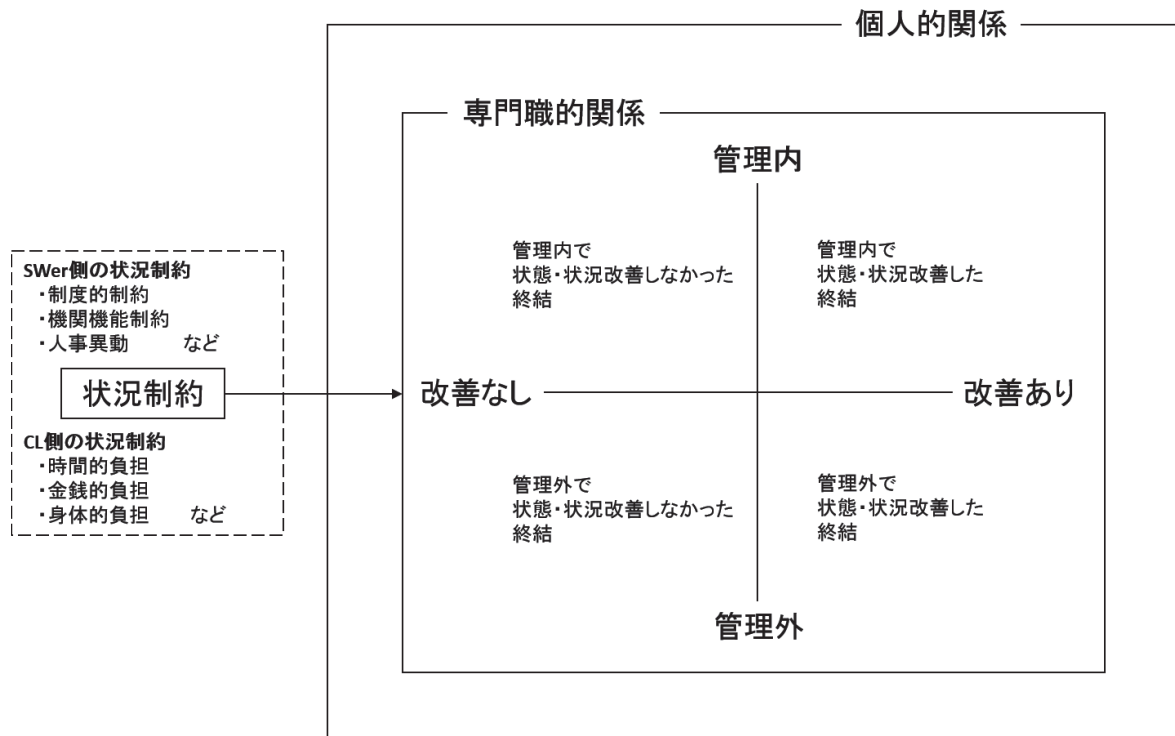 個人的関係
専門職的関係
管理内
管理内で
状態・状況改善しなかった
終結
管理内で
状態・状況改善した
終結
SWer側の状況制約
・制度的制約
・機関機能制約
・人事異動 など
状況制約
CL側の状況制約
・時間的負担
・金銭的負担
・身体的負担 など
改善なし
改善あり
管理外で
状態・状況改善しなかった
終結
管理外で
状態・状況改善した
終結
管理外